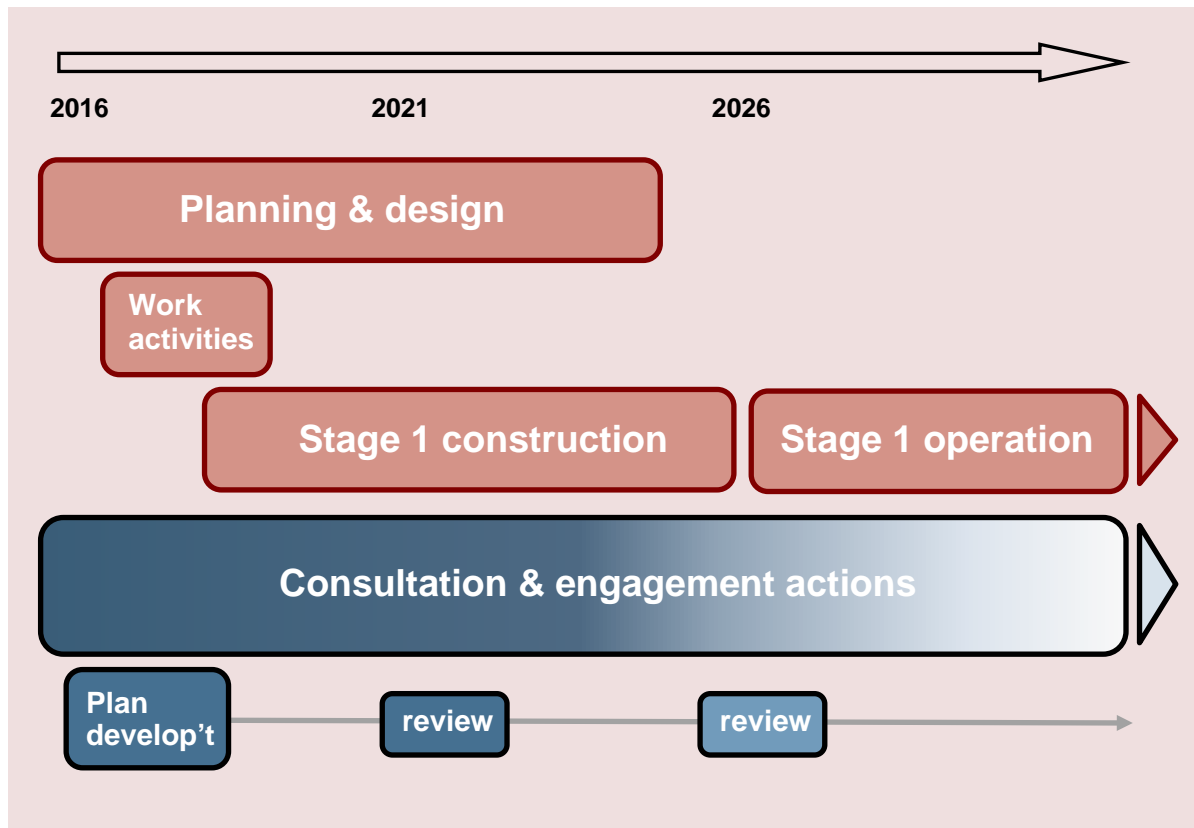 2016 2021 2026
Planning & design
Work
activities
Stage 1 construction
Stage 1 operation
Consultation & engagement actions
Plan
develop’t
review
review